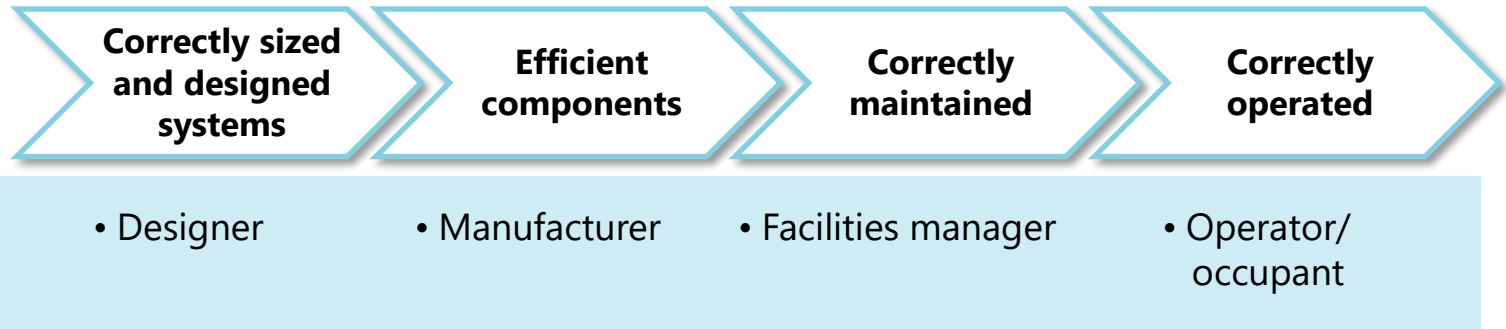 Correctly sized
and designed
systems
Efficient
components
Correctly
maintained
Correctly
operated
• Designer
• Manufacturer
• Facilities manager
• Operator/
occupant